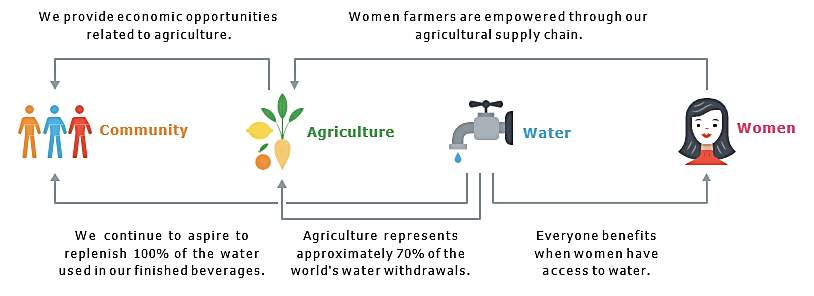 We provide economic opportunities
related to agriculture.
Women farmers are empowered through our
agricultural supply chain.
Community
Agriculture
Water
Women
We continue to aspire to
replenish 100% of the water
used in our finished beverages.
Agriculture represents
approximately 70% of the
world's water withdrawals.
Everyone benefits
when women have
access to water.